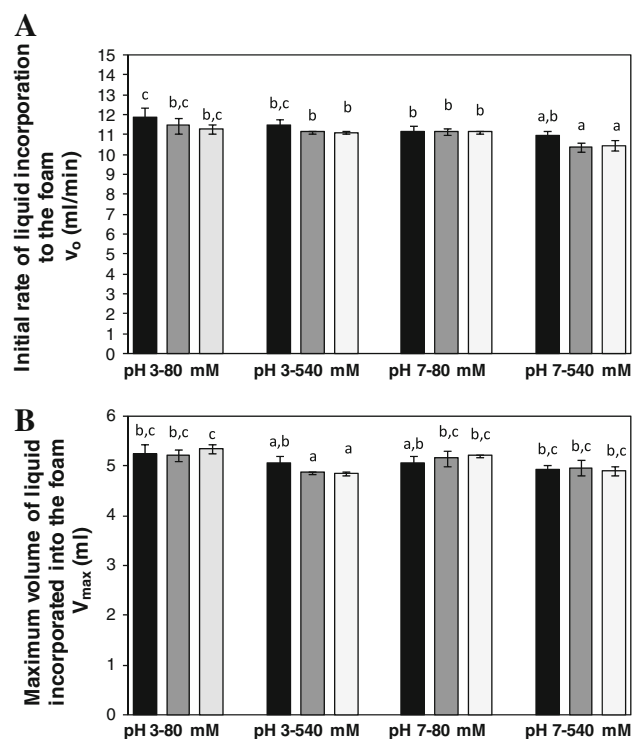 A
Initial rate of liquid incorporation
to the foam
vo (ml/min)
15
14
13
12
11
10
9
8
7
6
5
4
3
2
1
0
c b,c b,c b,c b b b b b a,b a a
pH 3-80 mM pH 3-540 mM pH 7-80 mM pH 7-540 mM
B
Maximum volume of liquid
incorporated into the foam
Vmax (ml)
6
5
4
3
2
1
0
b,c b,c c a,b a a a,b b,c b,c b,c b,c b,c
pH 3-80 mM pH 3-540 mM pH 7-80 mM pH 7-540 mM